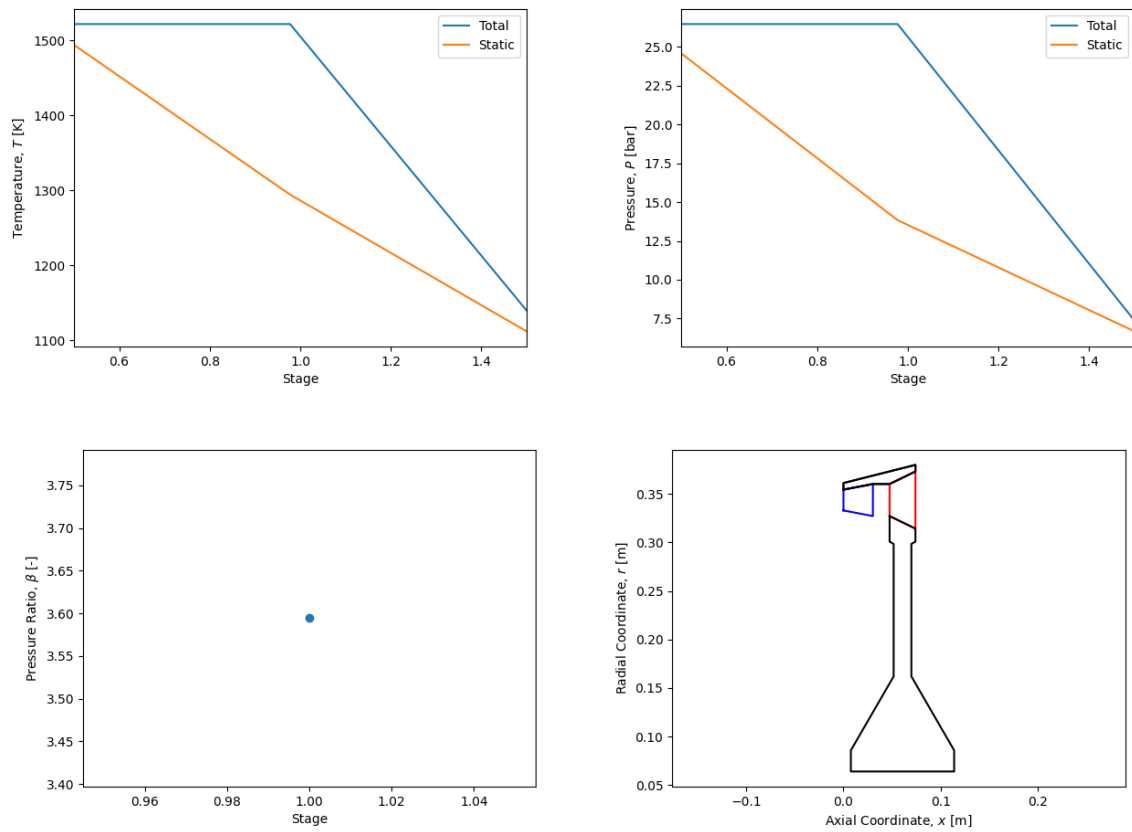 Total
Static
Temperature, T [K]
1500
1400
1300
1200
1100
0.6 0.8 1.0 1.2 1.4
Stage
Total
Static
Pressure, P [bar]
25.0
22.5
20.0
17.5
15.0
12.5
10.0
7.5
0.6 0.8 1.0 1.2 1.4
Stage
Pressure Ratio, β [-]
3.75
3.70
3.65
3.60
3.55
3.50
3.45
3.40
0.96 0.98 1.00 1.02 1.04
Stage
Radial Coordinate, r [m]
0.35
0.30
0.25
0.20
0.15
0.10
0.05
−0.1 0.0 0.1 0.2
Axial Coordinate, x [m]